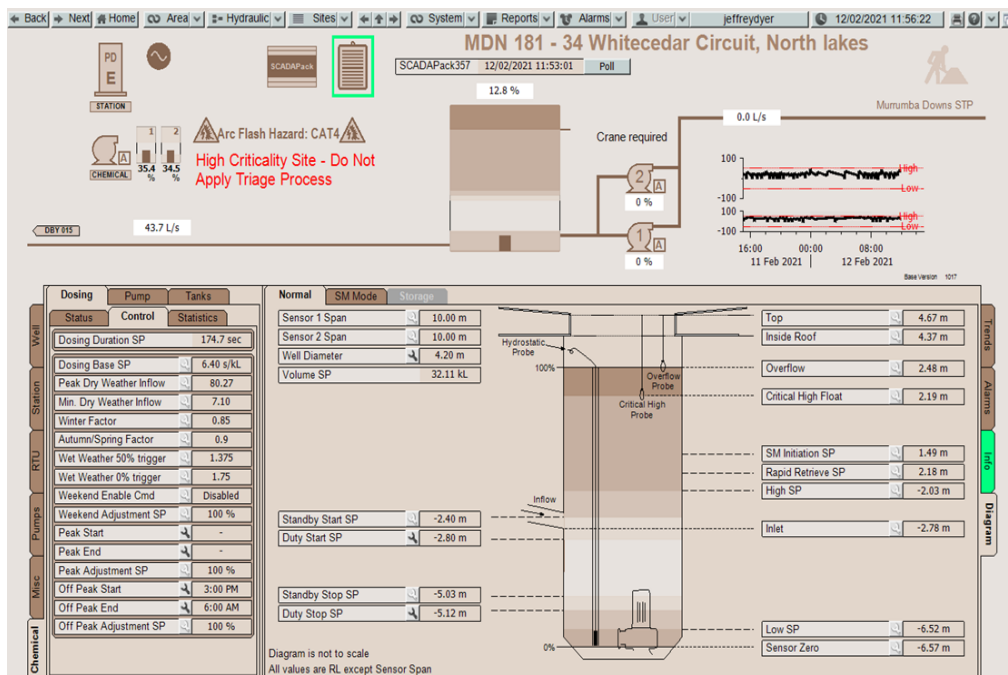 Back Next Home Area Hydraulic Sites System Reports Alarms User jeffreydyer 12/02/2021 11:56:22
MDN 181 - 34 Whitecedar Circuit, North lakes
PD
E
STATION
SCADAPack
SCADAPack357 12/02/2021 11:53:01 Poll
12.8 %
0.0 L/s
Murrumba Downs STP
Crane required
Arc Flash Hazard: CAT4
High Criticality Site - Do Not
Apply Triage Process
A
CHEMICAL
1 2
35.4 34.5
% %
2
A
0 %
1
A
0 %
43.7 L/s
DBY 015
100
High
Low
-100
100
High
Low
-100
16:00 00:00 08:00
11 Feb 2021 12 Feb 2021
Base Version 1017
Dosing Pump Tanks
Status Control Statistics
Dosing Duration SP 174.7 sec
Dosing Base SP 6.40 s/kL
Peak Dry Weather Inflow 80.27
Min. Dry Weather Inflow 7.10
Winter Factor 0.85
Autumn/Spring Factor 0.9
Wet Weather 50% trigger 1.375
Wet Weather 0% trigger 1.75
Weekend Enable Cmd Disabled
Weekend Adjustment SP 100 %
Peak Start -
Peak End -
Peak Adjustment SP 100 %
Off Peak Start 3:00 PM
Off Peak End 6:00 AM
Off Peak Adjustment SP 100 %
Well
Station
RTU
Pumps
Misc
Chemical
Normal SM Mode Storage
Sensor 1 Span 10.00 m
Sensor 2 Span 10.00 m
Well Diameter 4.20 m
Volume SP 32.11 kL
Standby Start SP -2.40 m
Duty Start SP -2.80 m
Standby Stop SP -5.03 m
Duty Stop SP -5.12 m
Diagram is not to scale
All values are RL except Sensor Span
Hydrostatic
Probe
100%
Overflow
Probe
Critical High
Probe
Inflow
0%
Top 4.67 m
Inside Roof 4.37 m
Overflow 2.48 m
Critical High Float 2.19 m
SM Initiation SP 1.49 m
Rapid Retrieve SP 2.18 m
High SP -2.03 m
Inlet -2.78 m
Low SP -6.52 m
Sensor Zero -6.57 m
Trends
Alarms
Info
Diagram